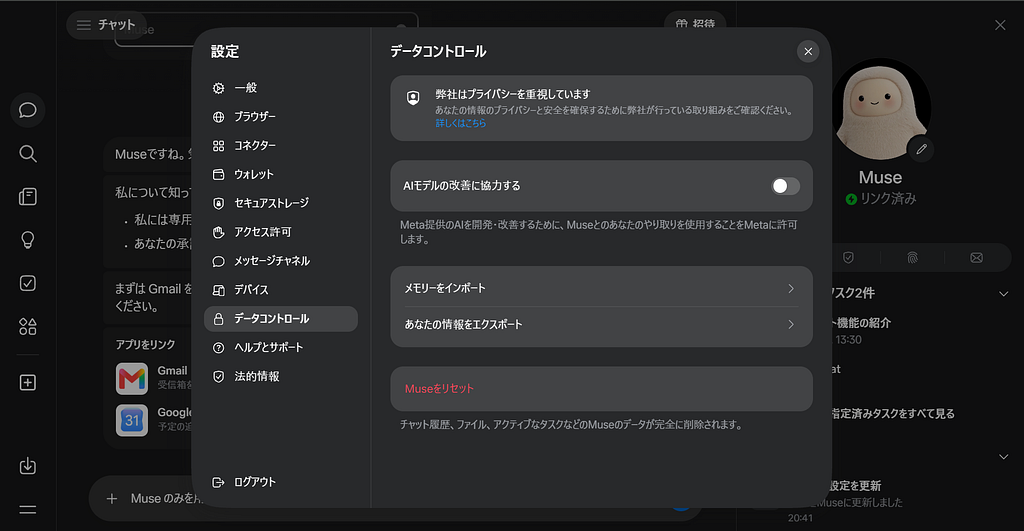 チャット
招待
Museですね。
私について知っ
・ 私は専用
・ あなたの承
まずは Gmail を
ください。
アプリをリンク
Gmail
受信箱を
31
Google
予定の追
Muse のみを
設定
一般
ブラウザー
コネクター
ウォレット
セキュアストレージ
アクセス許可
メッセージチャネル
デバイス
データコントロール
ヘルプとサポート
法的情報
ログアウト
データコントロール
弊社はプライバシーを重視しています
あなたの情報のプライバシーと安全を確保するために弊社が行っている取り組みをご確認ください。
詳しくはこちら
AIモデルの改善に協力する
Meta提供のAIを開発・改善するために、Museとのあなたのやり取りを使用することをMetaに許可
します。
メモリーをインポート
あなたの情報をエクスポート
Museをリセット
チャット履歴、ファイル、アクティブなタスクなどのMuseのデータが完全に削除されます。
Muse
リンク済み
スク2件
ト機能の紹介
13:30
at
指定済みタスクをすべて見る
設定を更新
Museに更新しました
20:41